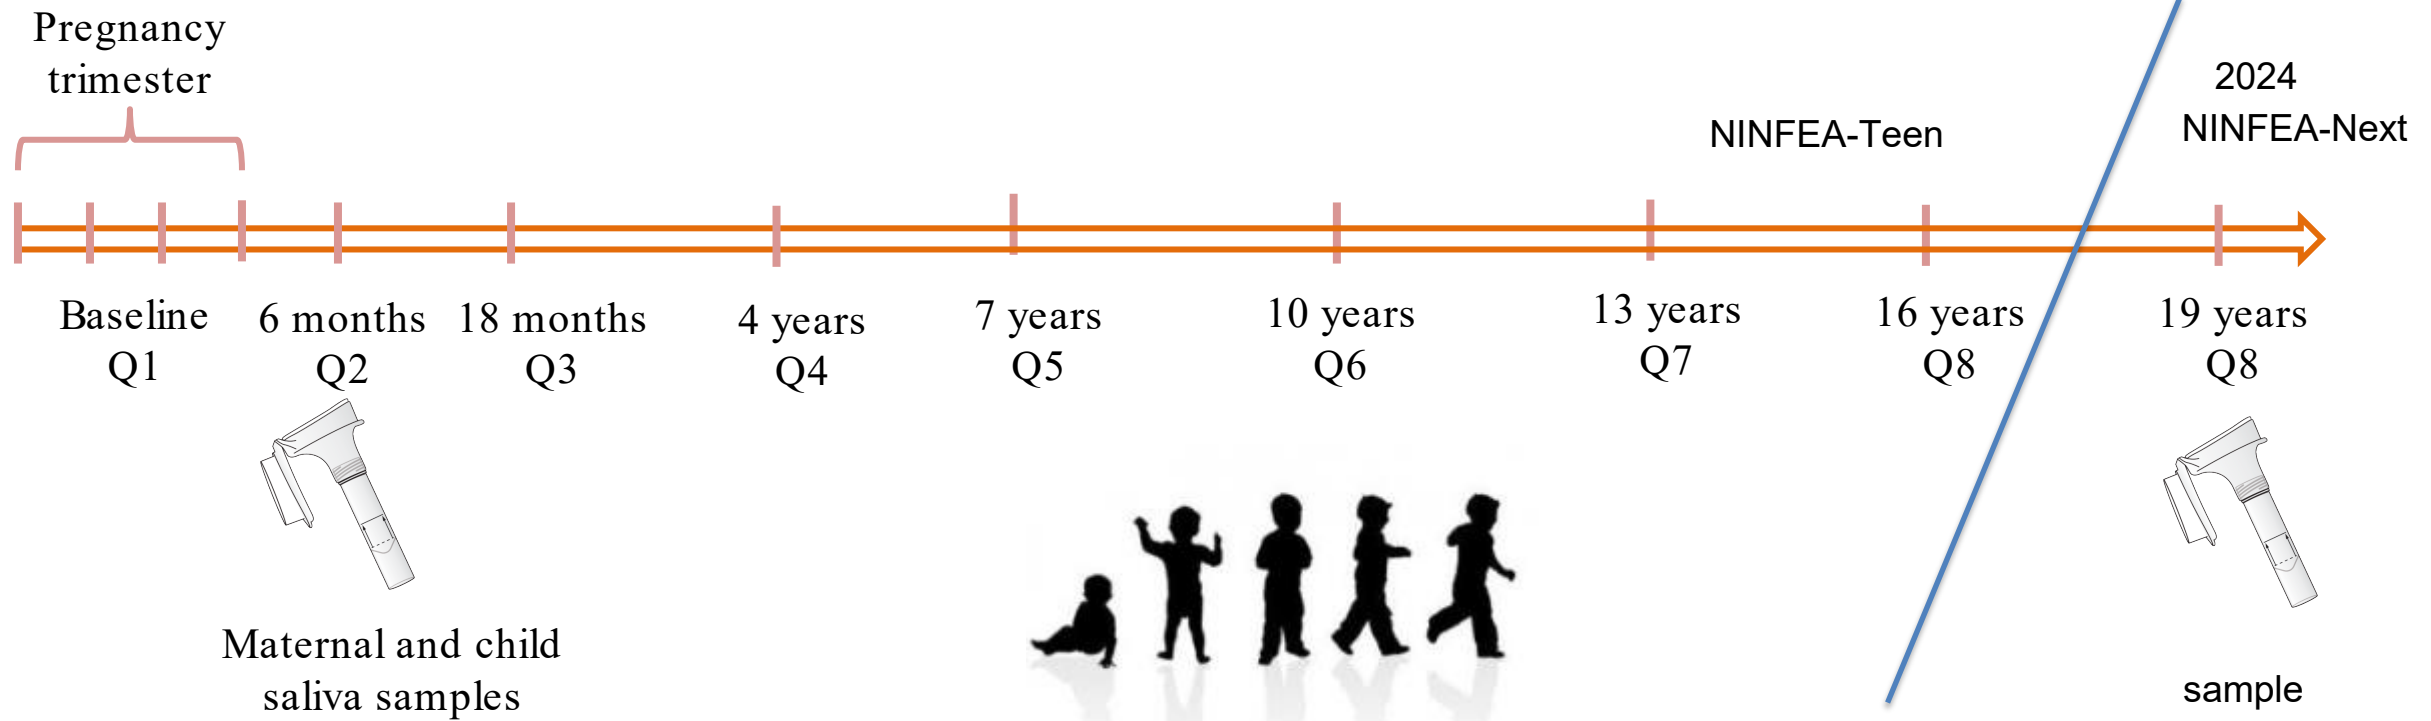 Pregnancy
trimester
NINFEA-Teen
2024
NINFEA-Next
Baseline
Q1
6 months
Q2
18 months
Q3
4 years
Q4
7 years
Q5
10 years
Q6
13 years
Q7
16 years
Q8
19 years
Q8
Maternal and child
saliva samples
sample